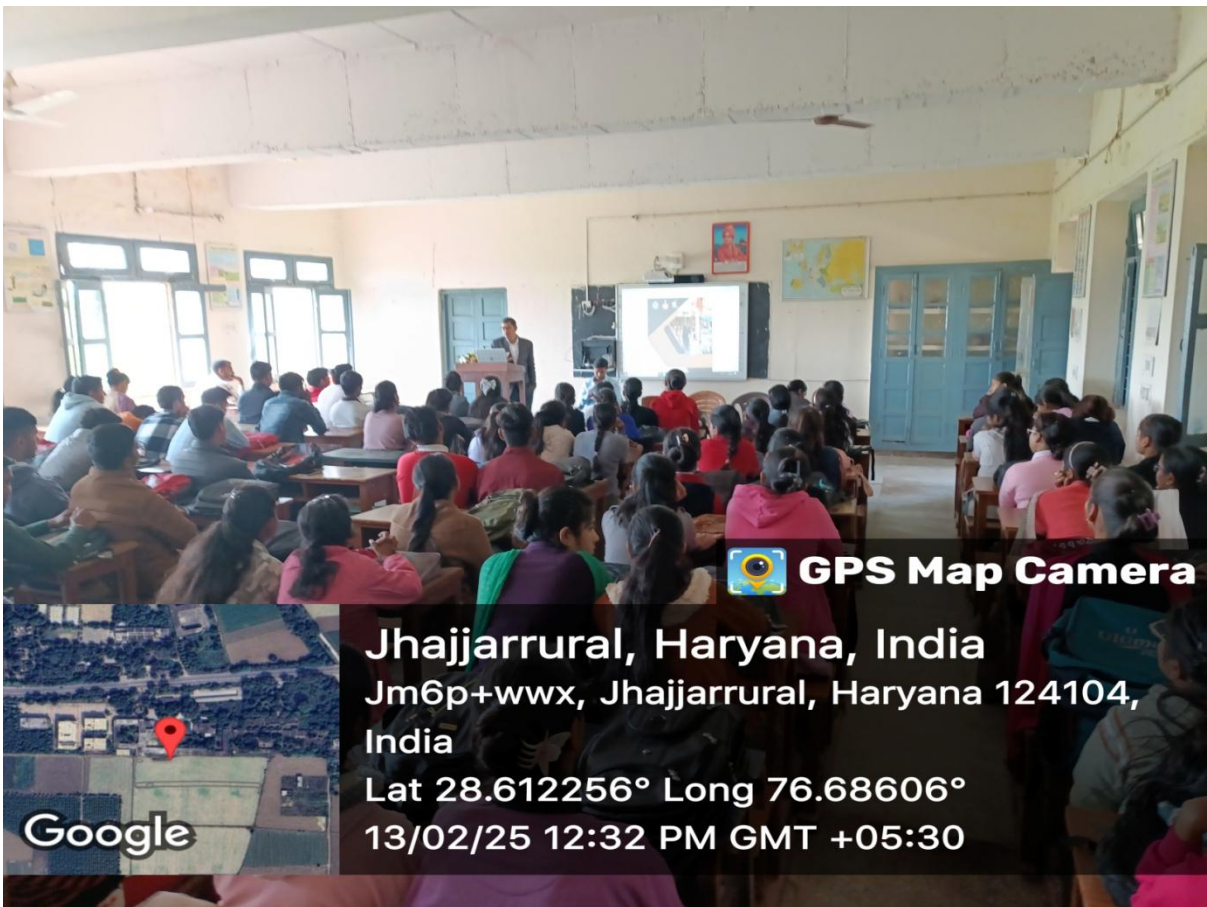 GPS Map Camera
Jhajjarrural, Haryana, India
Jm6p+wwx, Jhajjarrural, Haryana 124104,
India
Lat 28.612256° Long 76.68606°
13/02/25 12:32 PM GMT +05:30
Google